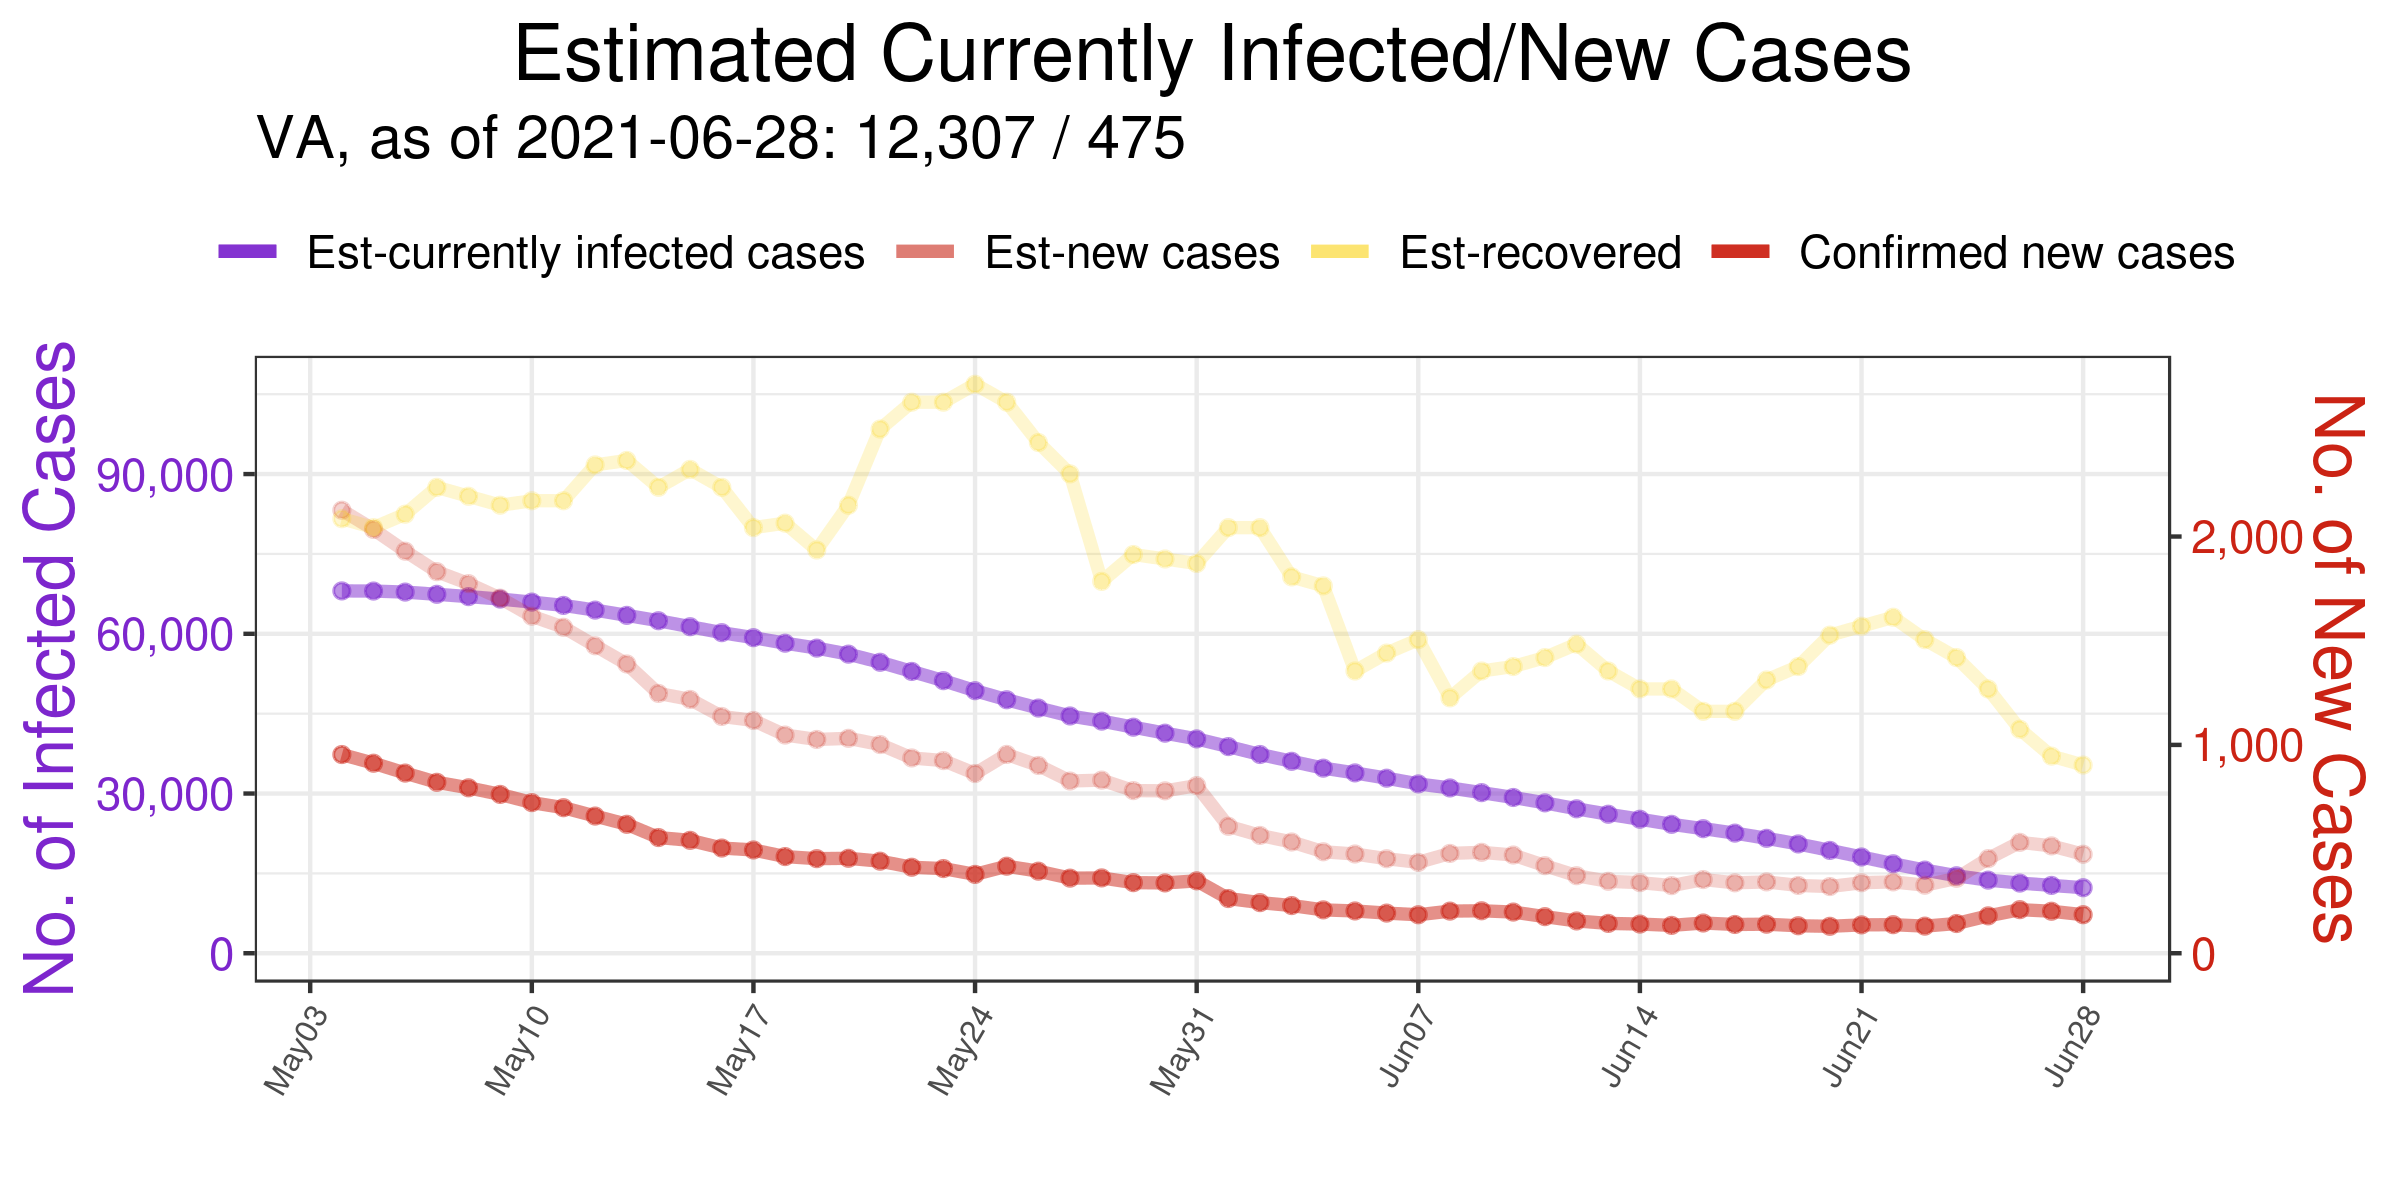 Estimated Currently Infected/New Cases
VA, as of 2021-06-28: 12,307 / 475
Est-currently infected cases Est-new cases Est-recovered Confirmed new cases
No. of Infected Cases
90,000
60,000
30,000
0
No. of New Cases
2,000
1,000
0
May03 May10 May17 May24 May31 Jun07 Jun14 Jun21 Jun28